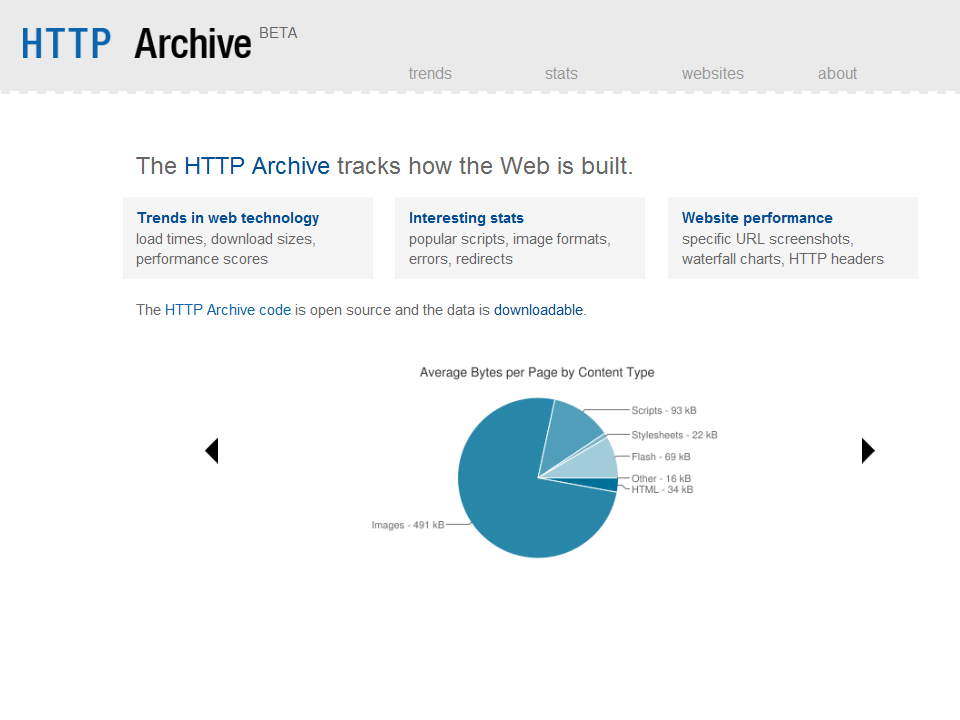 HTTP Archive BETA
trends stats websites about
The HTTP Archive tracks how the Web is built.
Trends in web technology
load times, download sizes,
performance scores
Interesting stats
popular scripts, image formats,
errors, redirects
Website performance
specific URL screenshots,
waterfall charts, HTTP headers
The HTTP Archive code is open source and the data is downloadable.
Average Bytes per Page by Content Type
Scripts - 93 kB
Stylesheets - 22 kB
Flash - 69 kB
Other - 16 kB
HTML - 34 kB
Images - 491 kB